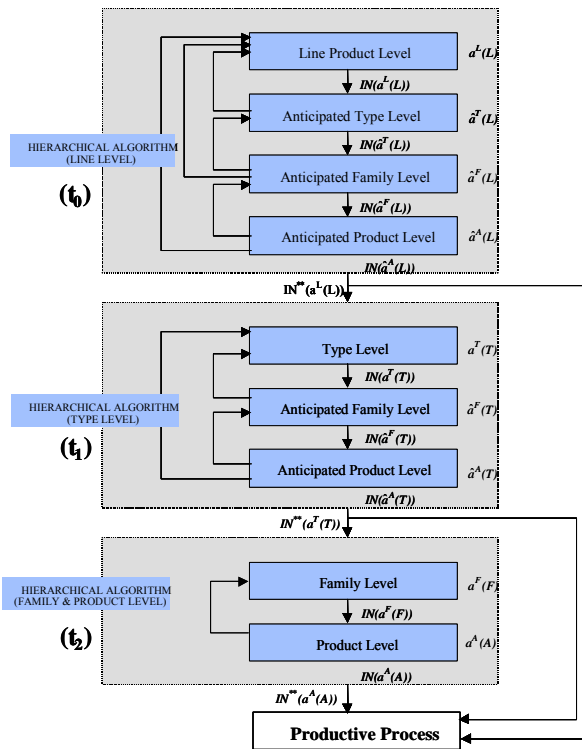 Line Product Level
a^L(L)
IN(a^L(L))
Anticipated Type Level
â^T(L)
IN(â^T(L))
HIERARCHICAL ALGORITHM
(LINE LEVEL)
Anticipated Family Level
â^F(L)
(t₀)
IN(â^F(L))
Anticipated Product Level
â^A(L)
IN(â^A(L))
IN**(a^L(L))
Type Level
a^T(T)
IN(a^T(T))
HIERARCHICAL ALGORITHM
(TYPE LEVEL)
Anticipated Family Level
â^F(T)
(t₁)
IN(â^F(T))
Anticipated Product Level
â^A(T)
IN(â^A(T))
IN**(a^T(T))
HIERARCHICAL ALGORITHM
(FAMILY & PRODUCT LEVEL)
Family Level
a^F(F)
IN(a^F(F))
(t₂)
Product Level
a^A(A)
IN(a^A(A))
IN**(a^A(A))
Productive Process